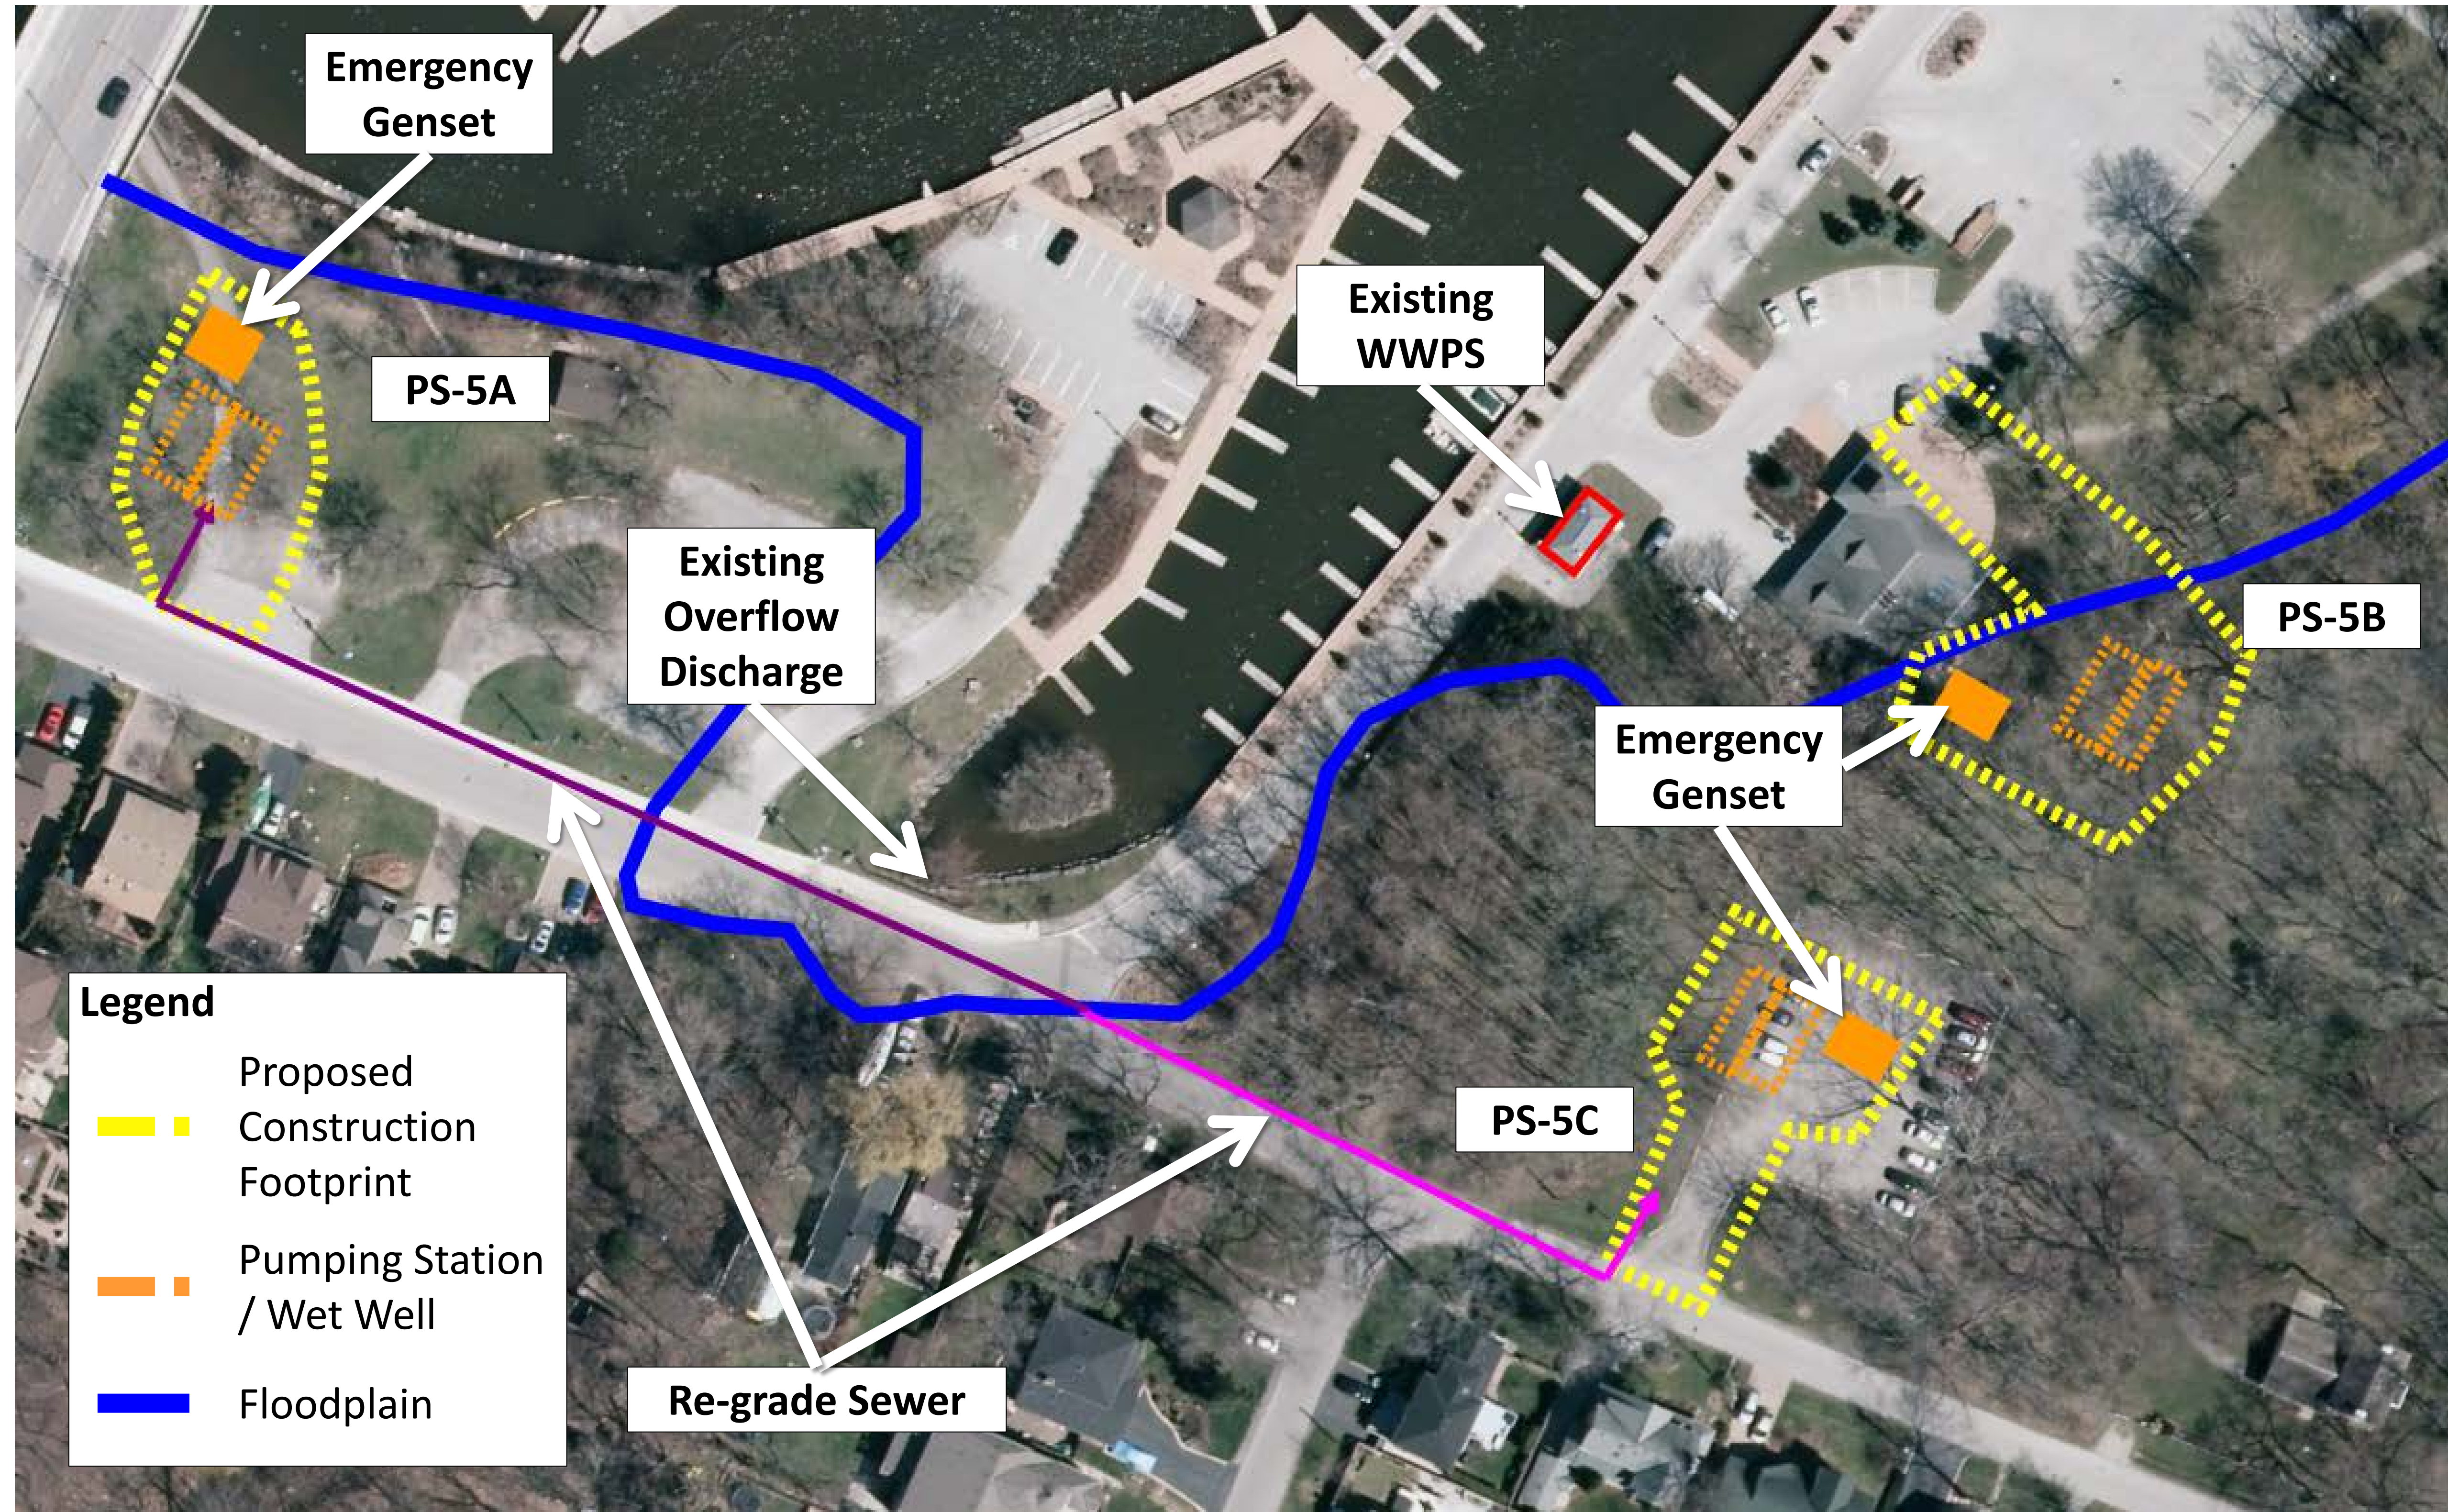 Emergency
Genset
PS-5A
Existing
WWPS
Existing
Overflow
Discharge
PS-5B
Emergency
Genset
PS-5C
Re-grade Sewer
Legend
Proposed
Construction
Footprint
Pumping Station
/ Wet Well
Floodplain